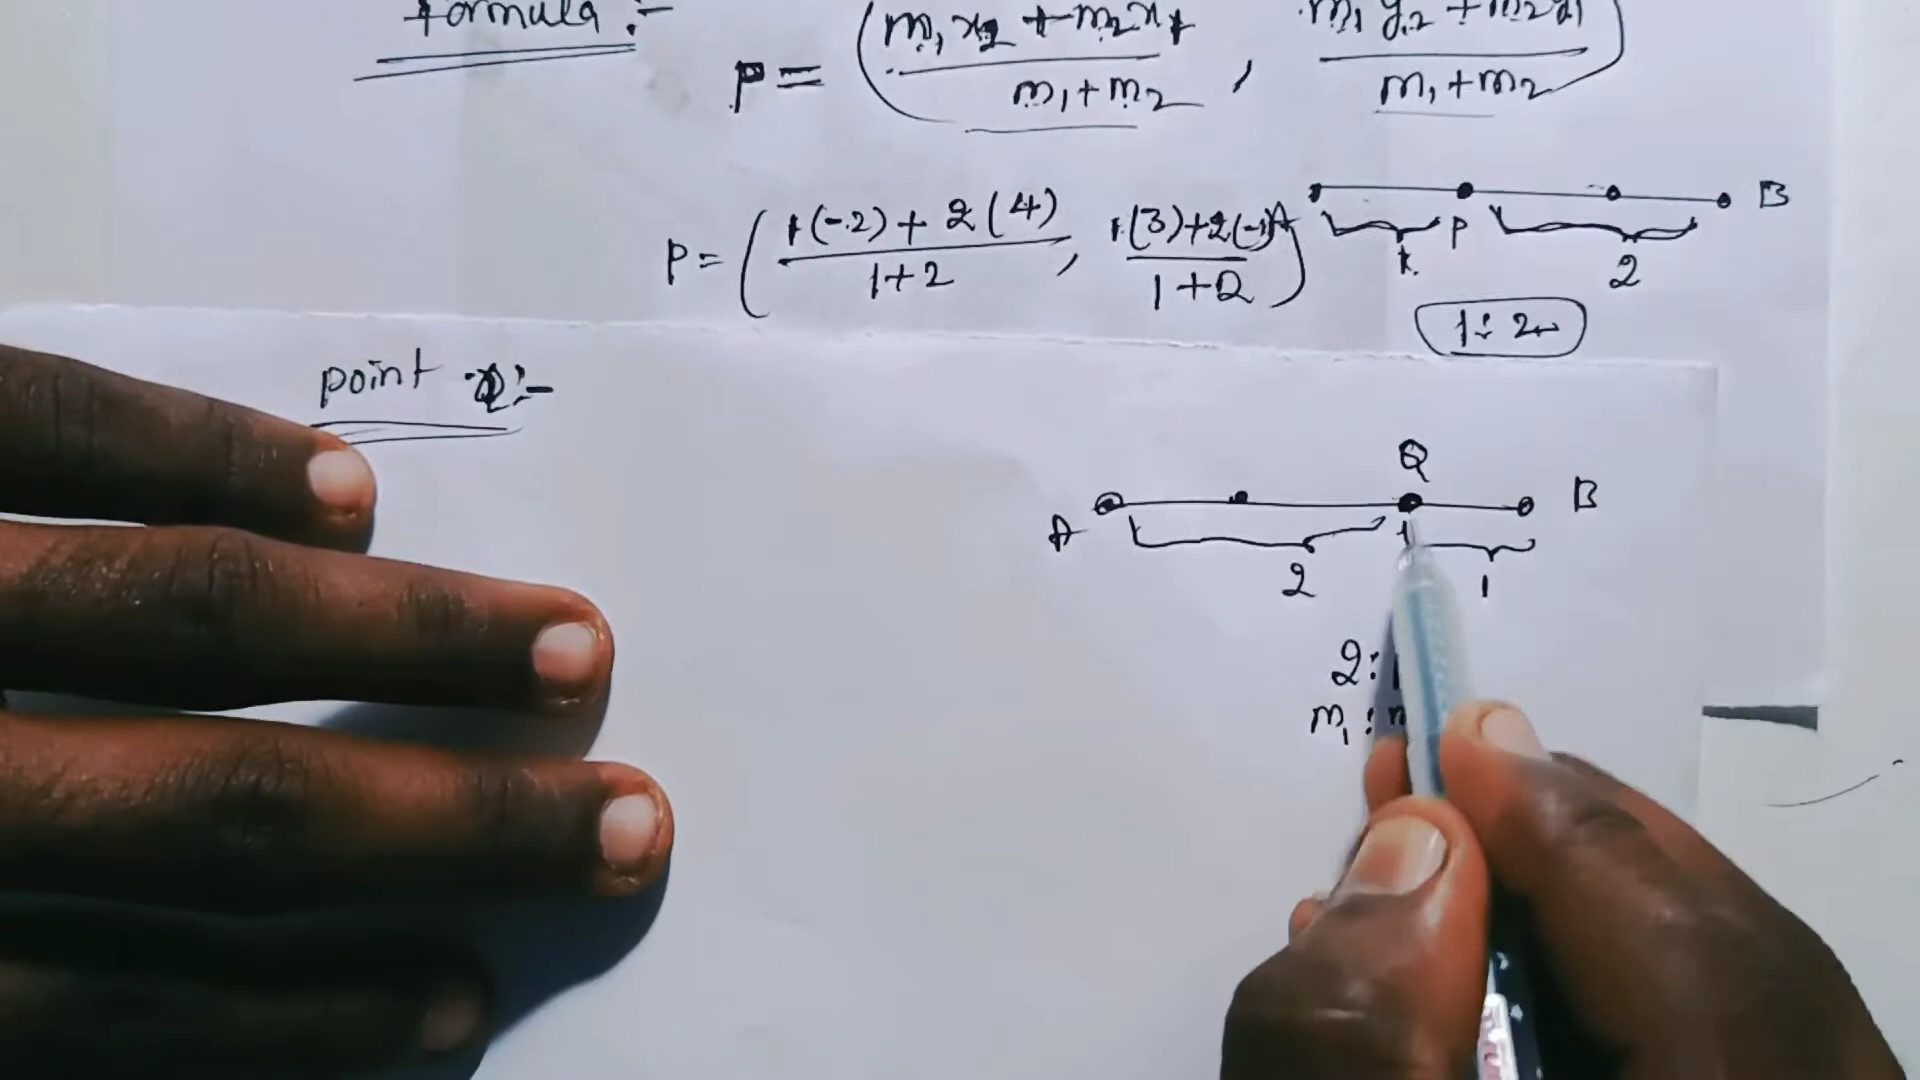 formula :-
P = ( m₁x₂ + m₂x₁ / m₁+m₂ , m₁y₂ + m₂y₁ / m₁+m₂ )
P = ( 1(-2) + 2(4) / 1+2 , 1(3)+2(-1) / 1+2 )
A P B
1 2
1:2
point Q:-
Q
A B
2 1
2:1
m₁: